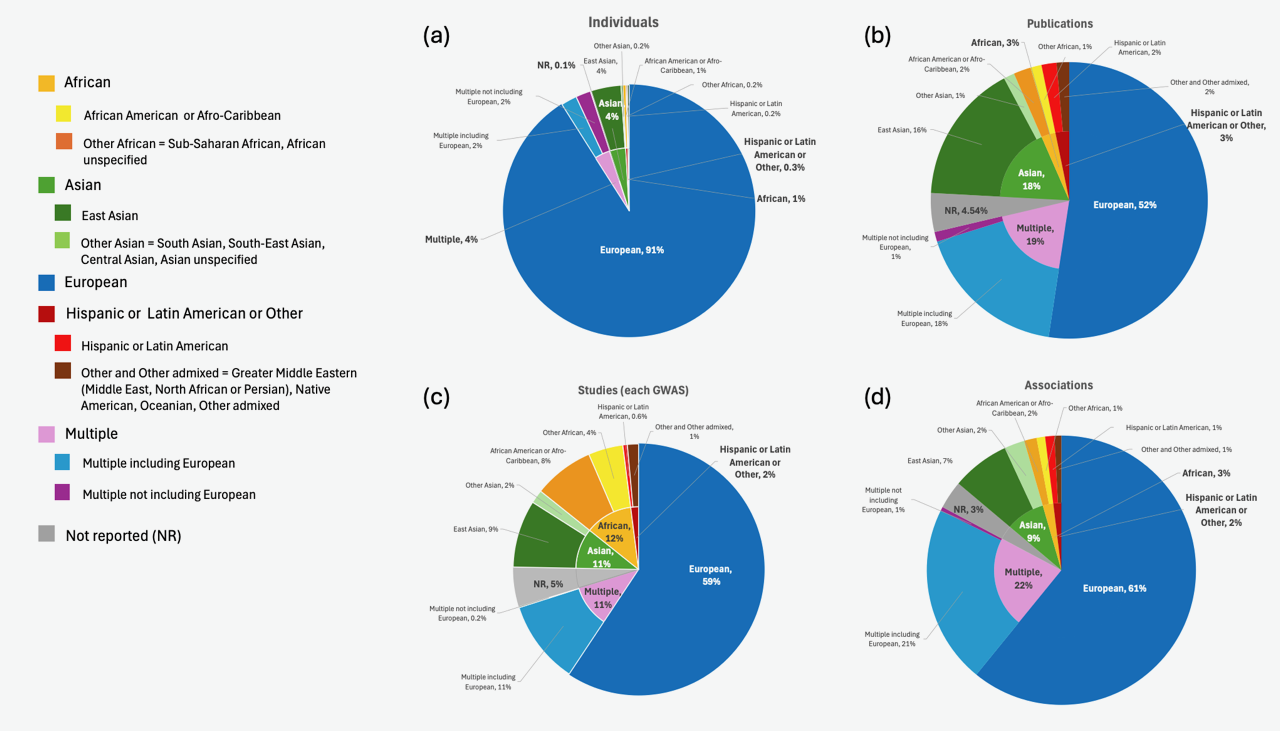 African
African American or Afro-Caribbean
Other African = Sub-Saharan African, African
unspecified
Asian
East Asian
Other Asian = South Asian, South-East Asian,
Central Asian, Asian unspecified
European
Hispanic or Latin American or Other
Hispanic or Latin American
Other and Other admixed = Greater Middle Eastern
(Middle East, North African or Persian), Native
American, Oceanian, Other admixed
Multiple
Multiple including European
Multiple not including European
Not reported (NR)
(a)
Individuals
Other Asian, 0.2%
NR, 0.1%
East Asian,
4%
African American or Afro-
Caribbean, 1%
Other African, 0.2%
Multiple not including
European, 2%
Hispanic or Latin
American, 0.2%
Asian
4%
Multiple including
European, 2%
Hispanic or Latin
American or
Other, 0.3%
African, 1%
Multiple, 4%
European, 91%
(b)
Publications
African, 3%
Other African, 1%
Hispanic or Latin
American, 2%
African American or Afro-
Caribbean, 2%
Other and Other admixed,
2%
Other Asian, 1%
Hispanic or Latin
American or Other,
3%
East Asian, 16%
Asian,
18%
European, 52%
NR, 4.54%
Multiple,
19%
Multiple not including
European,
1%
Multiple including
European, 18%
(c)
Studies (each GWAS)
Hispanic or Latin
American, 0.6%
Other African, 4%
Other and Other admixed,
1%
African American or Afro-
Caribbean, 8%
Hispanic or Latin
American or
Other, 2%
Other Asian, 2%
East Asian, 9%
African,
12%
Asian,
11%
European,
59%
NR, 5%
Multiple,
11%
Multiple not including
European, 0.2%
Multiple including
European, 11%
(d)
Associations
African American or Afro-
Caribbean, 2%
Other African, 1%
Other Asian, 2%
Hispanic or Latin American, 1%
Other and Other admixed, 1%
East Asian, 7%
African, 3%
Multiple not
including
European, 1%
Hispanic or Latin
American or
Other, 2%
NR, 3%
Asian,
9%
Multiple,
22%
European, 61%
Multiple including
European, 21%